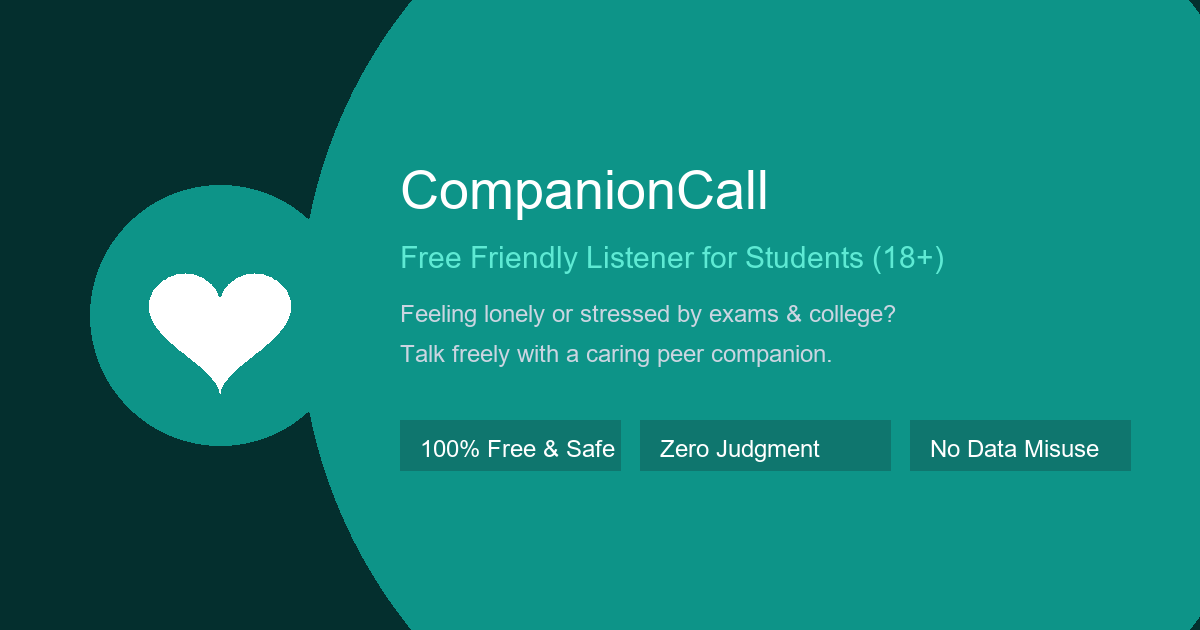 CompanionCall
Free Friendly Listener for Students (18+)
Feeling lonely or stressed by exams & college?
Talk freely with a caring peer companion.
100% Free & Safe
Zero Judgment
No Data Misuse